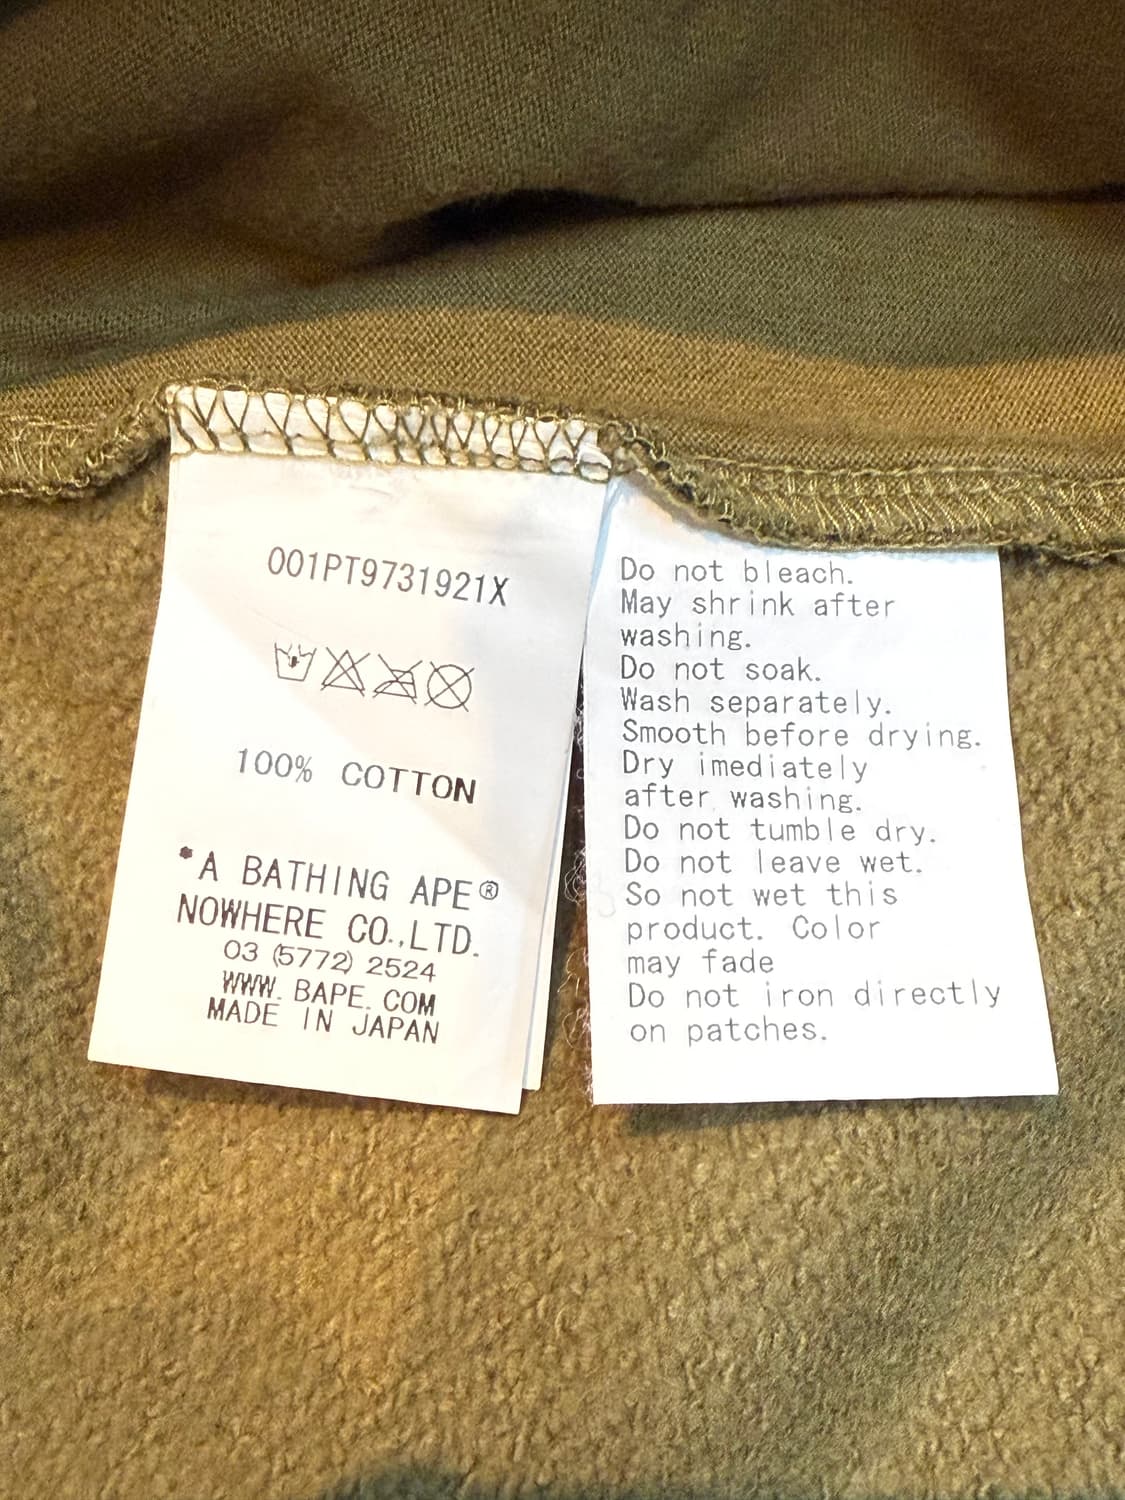 001PT9731921X
100% COTTON
*A BATHING APE®
NOWHERE CO.,LTD.
03 (5772) 2524
WWW. BAPE. COM
MADE IN JAPAN
Do not bleach.
May shrink after
washing.
Do not soak.
Wash separately.
Smooth before drying.
Dry imediately
after washing.
Do not tumble dry.
Do not leave wet.
So not wet this
product. Color
may fade
Do not iron directly
on patches.